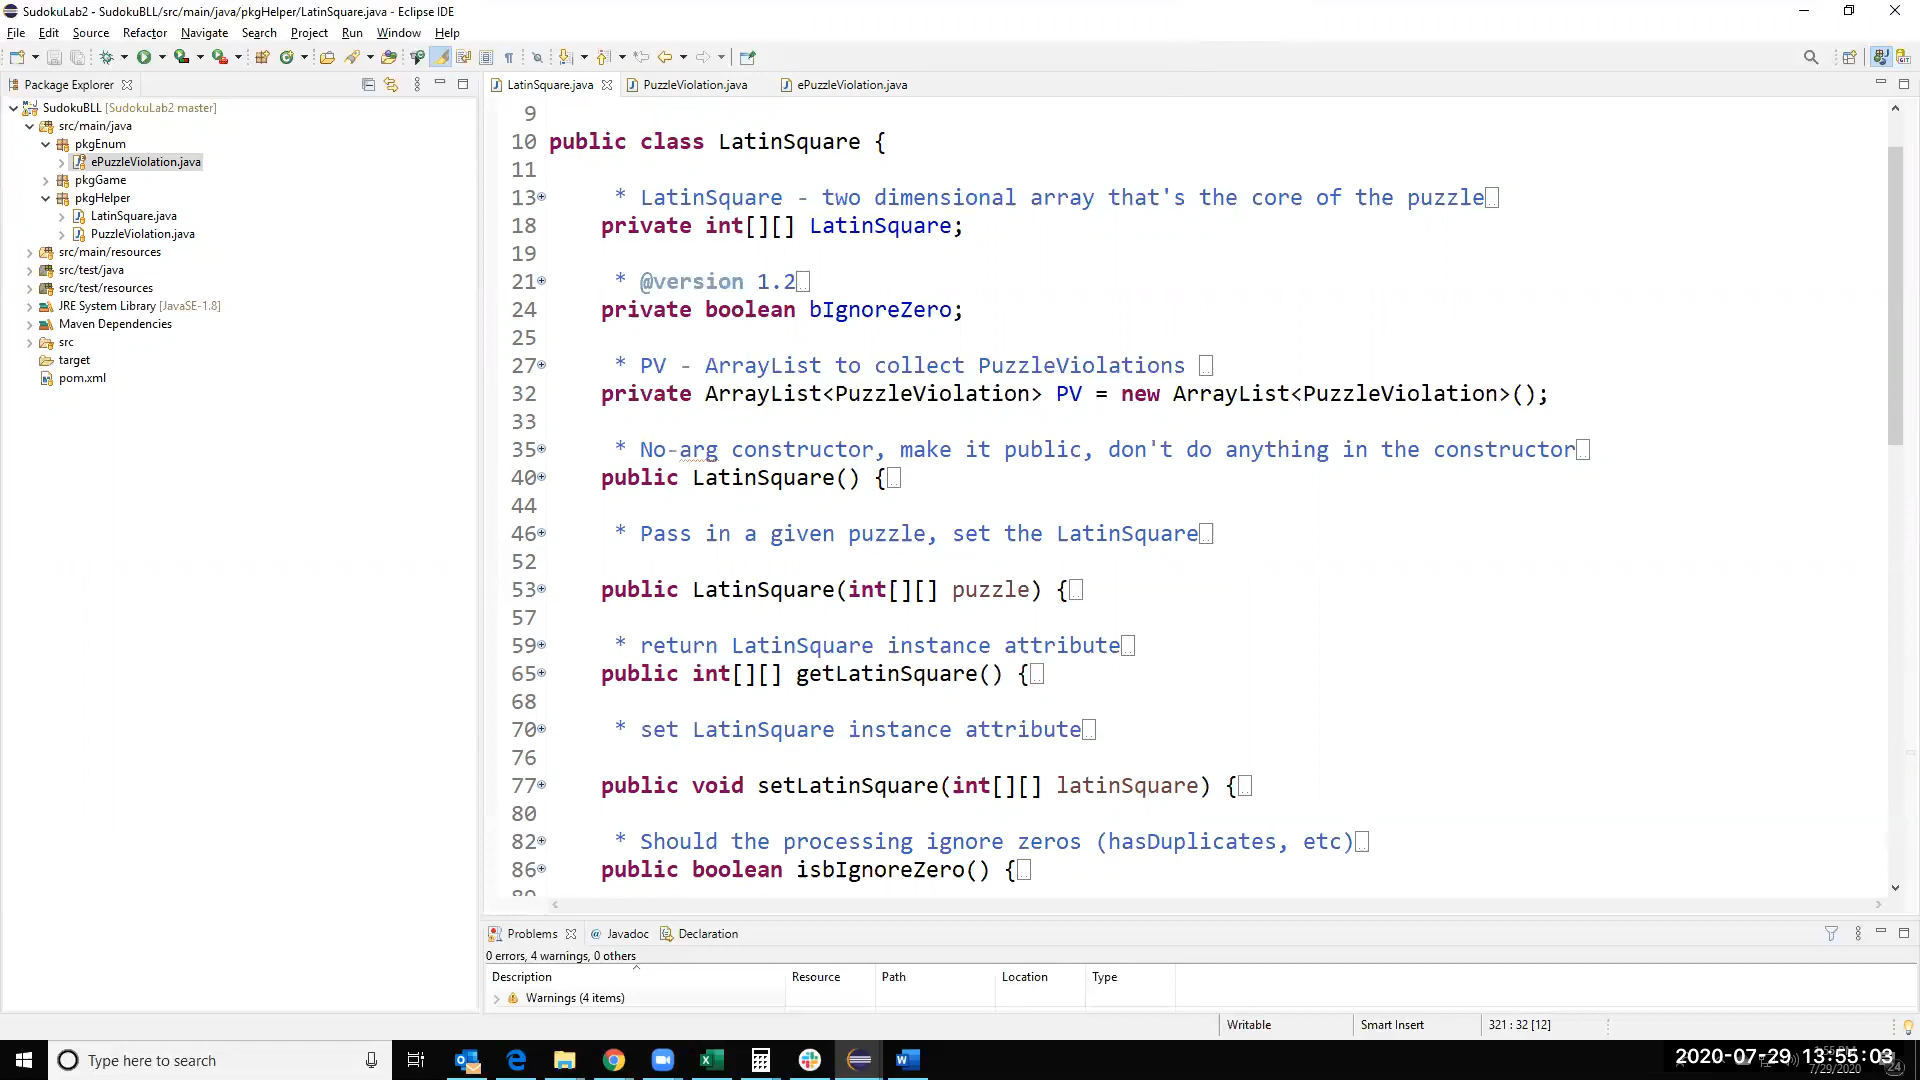 SudokuLab2 - SudokuBLL/src/main/java/pkgHelper/LatinSquare.java - Eclipse IDE
File Edit Source Refactor Navigate Search Project Run Window Help
Package Explorer
SudokuBLL [SudokuLab2 master]
src/main/java
pkgEnum
ePuzzleViolation.java
pkgGame
pkgHelper
LatinSquare.java
PuzzleViolation.java
src/main/resources
src/test/java
src/test/resources
JRE System Library [JavaSE-1.8]
Maven Dependencies
src
target
pom.xml
LatinSquare.java PuzzleViolation.java ePuzzleViolation.java
9
10 public class LatinSquare {
11
13 * LatinSquare - two dimensional array that's the core of the puzzle
18 private int[][] LatinSquare;
19
21 * @version 1.2
24 private boolean bIgnoreZero;
25
27 * PV - ArrayList to collect PuzzleViolations
32 private ArrayList<PuzzleViolation> PV = new ArrayList<PuzzleViolation>();
33
35 * No-arg constructor, make it public, don't do anything in the constructor
40 public LatinSquare() {
44
46 * Pass in a given puzzle, set the LatinSquare
52
53 public LatinSquare(int[][] puzzle) {
57
59 * return LatinSquare instance attribute
65 public int[][] getLatinSquare() {
68
70 * set LatinSquare instance attribute
76
77 public void setLatinSquare(int[][] latinSquare) {
80
82 * Should the processing ignore zeros (hasDuplicates, etc)
86 public boolean isbIgnoreZero() {
Problems @ Javadoc Declaration
0 errors, 4 warnings, 0 others
Description Resource Path Location Type
Warnings (4 items)
Writable Smart Insert 321 : 32 [12]
Type here to search
2020-07-29 13:55:03
7/29/2020
24